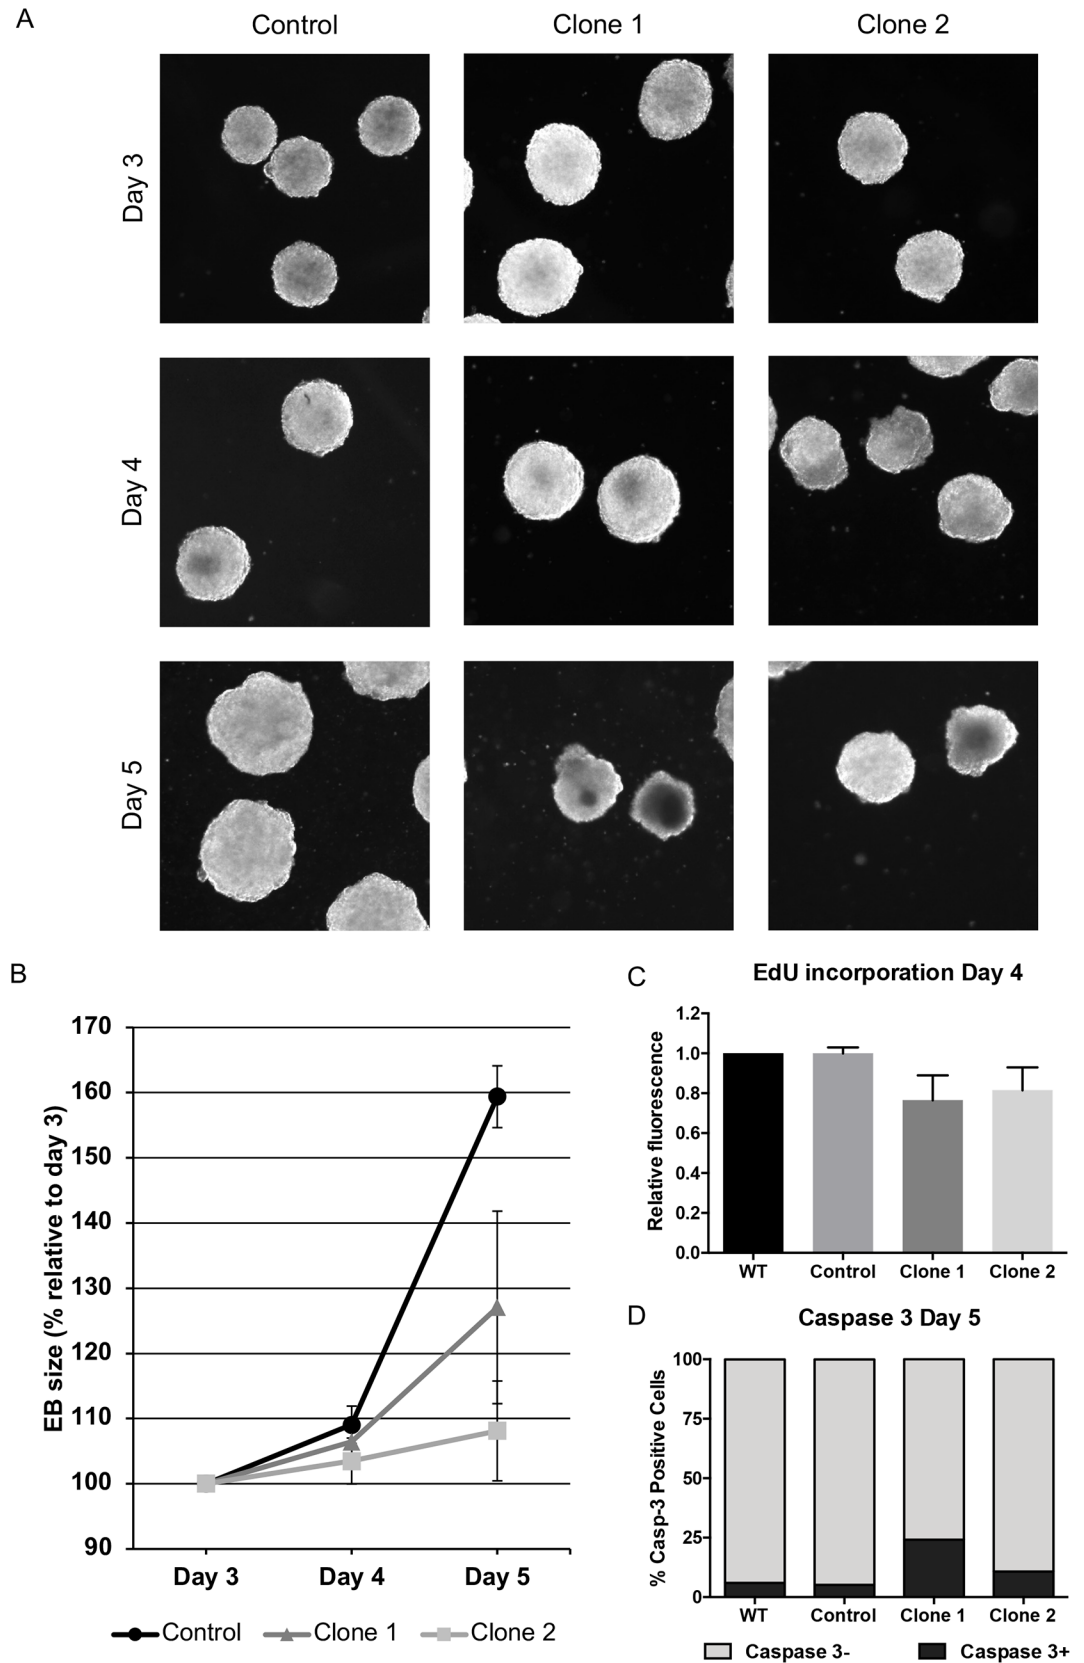 A
Control
Clone 1
Clone 2
Day 3
Day 4
Day 5
B
EB size (% relative to day 3)
170
160
150
140
130
120
110
100
90
Day 3
Day 4
Day 5
Control
Clone 1
Clone 2
C
EdU incorporation Day 4
Relative fluorescence
1.2
1.0
0.8
0.6
0.4
0.2
0.0
WT
Control
Clone 1
Clone 2
D
Caspase 3 Day 5
% Casp-3 Positive Cells
100
75
50
25
0
WT
Control
Clone 1
Clone 2
Caspase 3-
Caspase 3+